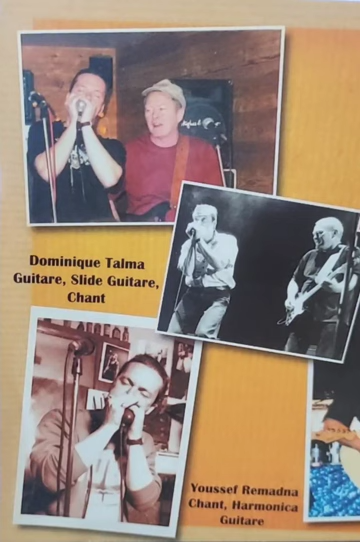 Dominique Talma
Guitare, Slide Guitare,
Chant
Youssef Remadna
Chant, Harmonica
Guitare